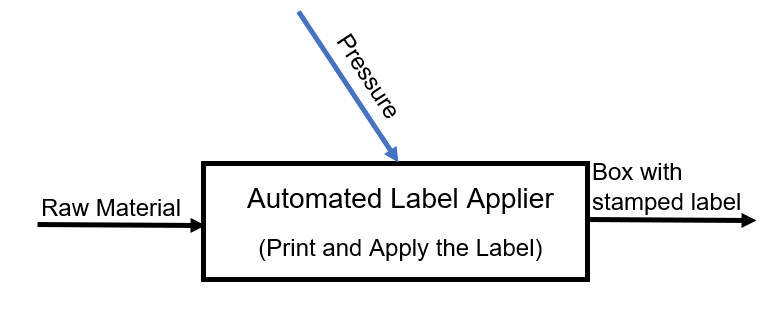 Pressure
Raw Material
Automated Label Applier
(Print and Apply the Label)
Box with
stamped label